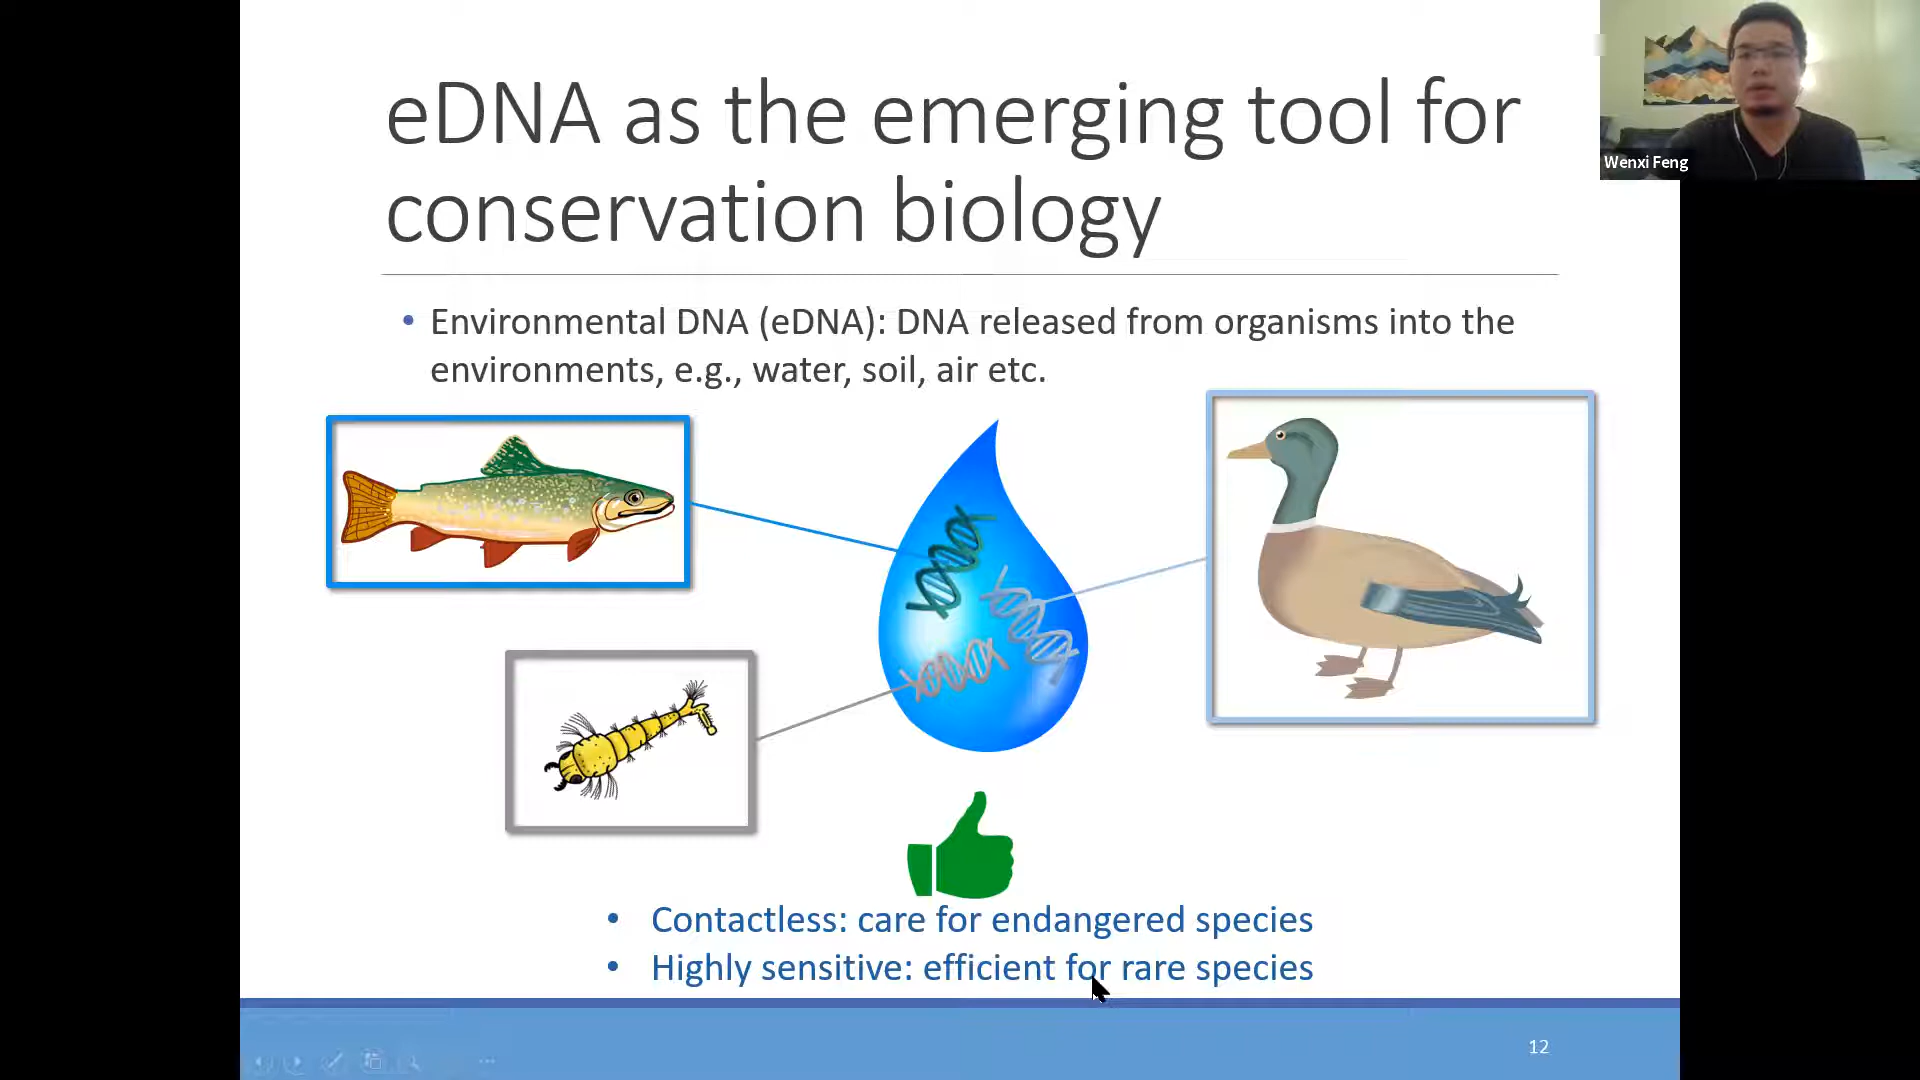 eDNA as the emerging tool for
conservation biology
Wenxi Feng
• Environmental DNA (eDNA): DNA released from organisms into the
environments, e.g., water, soil, air etc.
• Contactless: care for endangered species
• Highly sensitive: efficient for rare species
12